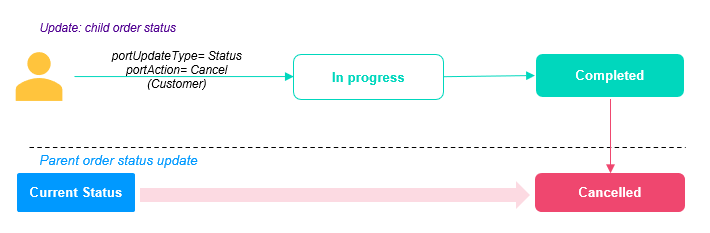 Update: child order status
portUpdateType= Status
portAction= Cancel
(Customer)
In progress
Completed
Parent order status update
Current Status
Cancelled